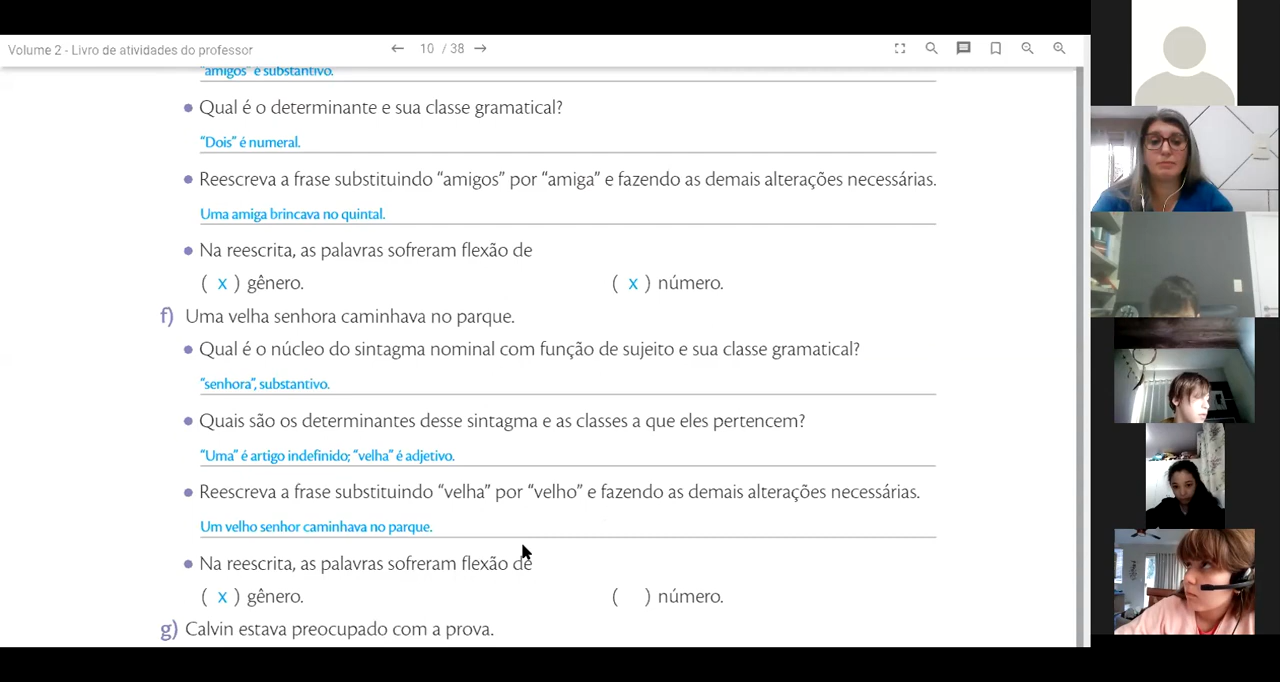 Volume 2 - Livro de atividades do professor
10 / 38
"amigos" é substantivo.
Qual é o determinante e sua classe gramatical?
"Dois" é numeral.
Reescreva a frase substituindo "amigos" por "amiga" e fazendo as demais alterações necessárias.
Uma amiga brincava no quintal.
Na reescrita, as palavras sofreram flexão de
( x ) gênero. ( x ) número.
f) Uma velha senhora caminhava no parque.
Qual é o núcleo do sintagma nominal com função de sujeito e sua classe gramatical?
"senhora", substantivo.
Quais são os determinantes desse sintagma e as classes a que eles pertencem?
"Uma" é artigo indefinido; "velha" é adjetivo.
Reescreva a frase substituindo "velha" por "velho" e fazendo as demais alterações necessárias.
Um velho senhor caminhava no parque.
Na reescrita, as palavras sofreram flexão de
( x ) gênero. ( ) número.
g) Calvin estava preocupado com a prova.